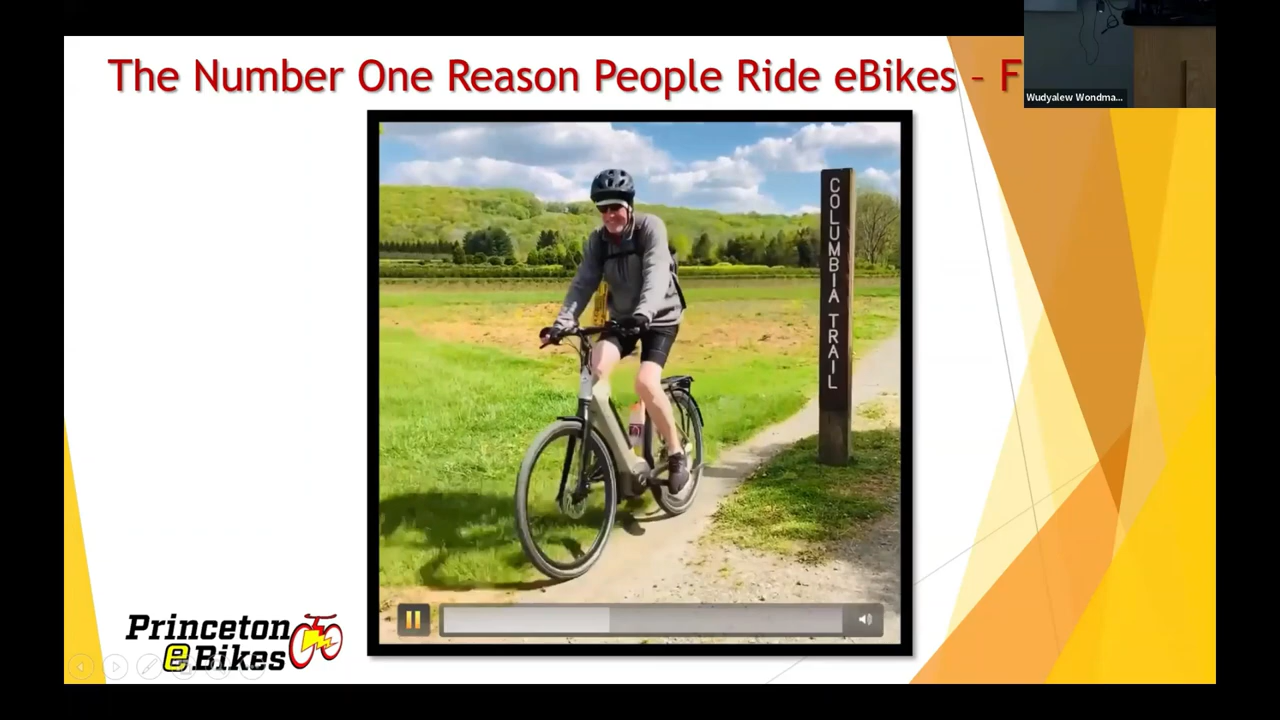 The Number One Reason People Ride eBikes - F
Wudyalew Wondma...
COLUMBIA TRAIL
Princeton
eBikes